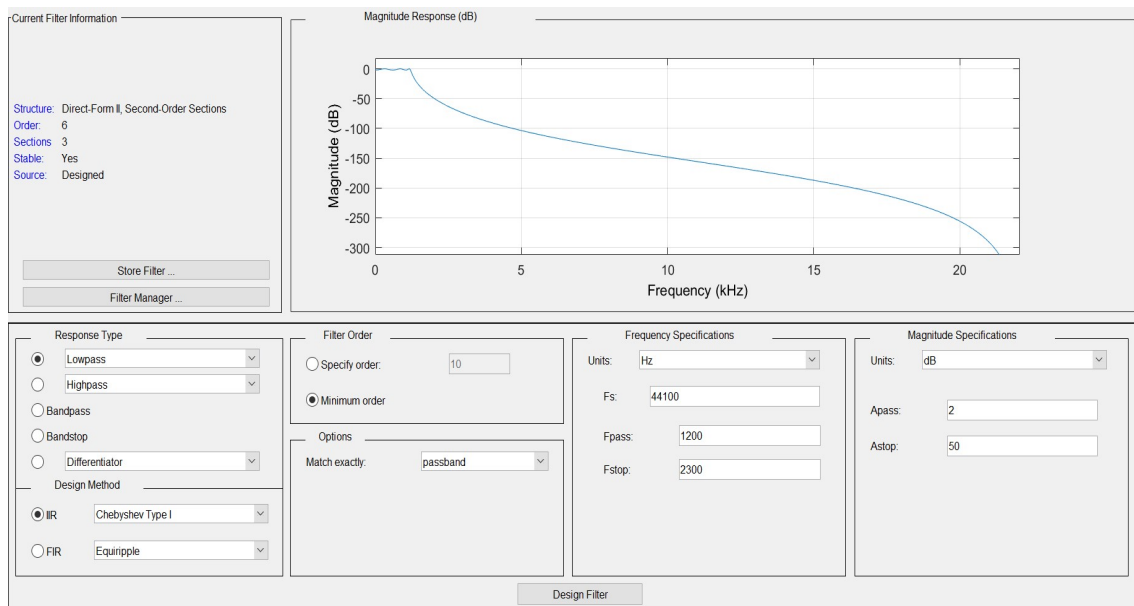 Current Filter Information
Structure: Direct-Form II, Second-Order Sections
Order: 6
Sections 3
Stable: Yes
Source: Designed
Store Filter ...
Filter Manager ...
Magnitude Response (dB)
0
-50
-100
-150
-200
-250
-300
Magnitude (dB)
0 5 10 15 20
Frequency (kHz)
Response Type
Lowpass
Highpass
Bandpass
Bandstop
Differentiator
Design Method
IIR Chebyshev Type I
FIR Equiripple
Filter Order
Specify order: 10
Minimum order
Options
Match exactly: passband
Frequency Specifications
Units: Hz
Fs: 44100
Fpass: 1200
Fstop: 2300
Magnitude Specifications
Units: dB
Apass: 2
Astop: 50
Design Filter